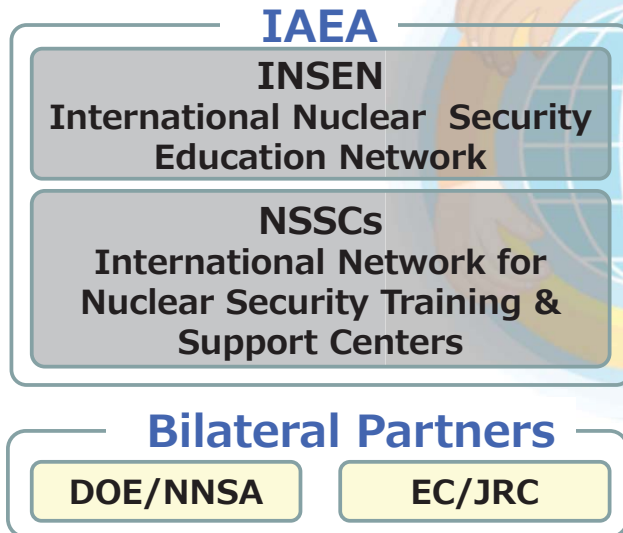 IAEA
INSEN
International Nuclear Security
Education Network
NSSCs
International Network for
Nuclear Security Training &
Support Centers
Bilateral Partners
DOE/NNSA
EC/JRC